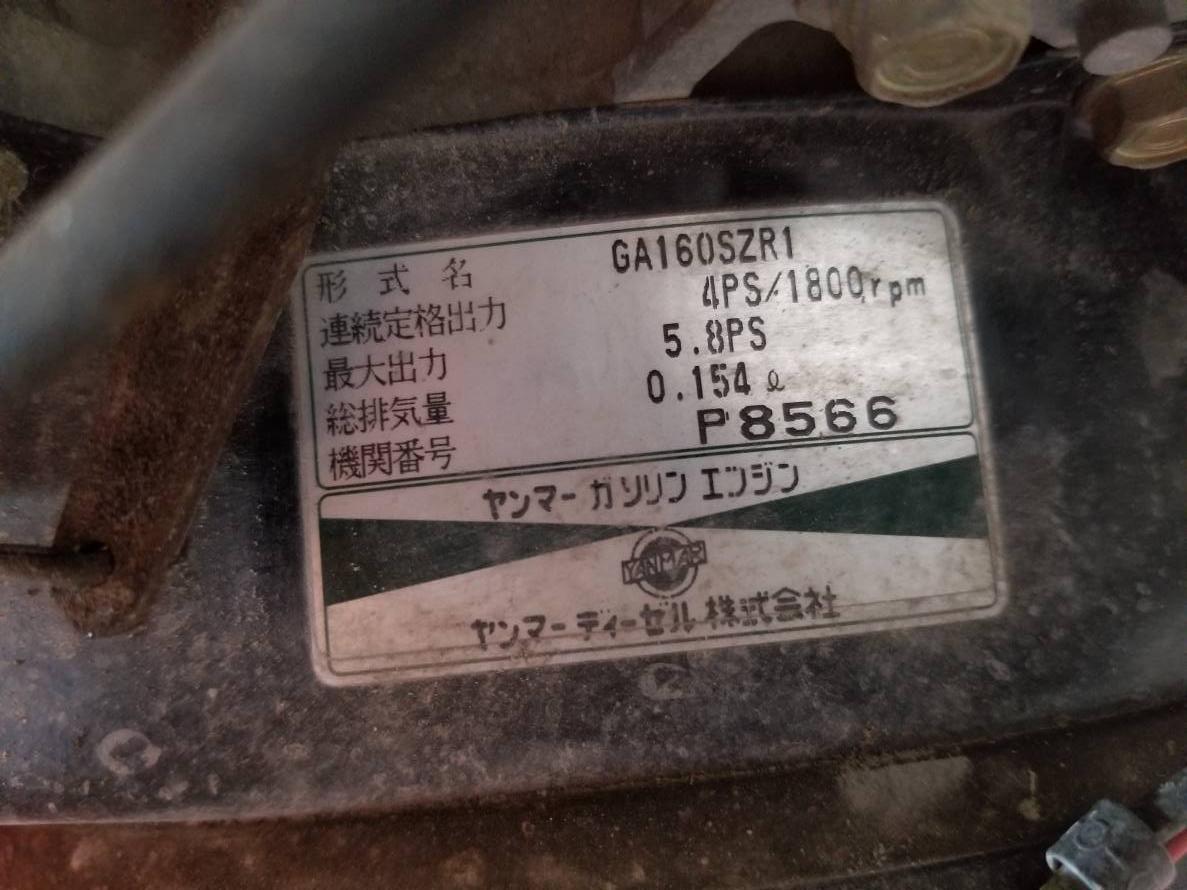 形式名 GA160SZR1
連続定格出力 4PS/1800rpm
最大出力 5.8PS
総排気量 0.154ℓ
機関番号 P8566
ヤンマー ガソリン エンジン
YANMAR
ヤンマー ディーゼル 株式会社